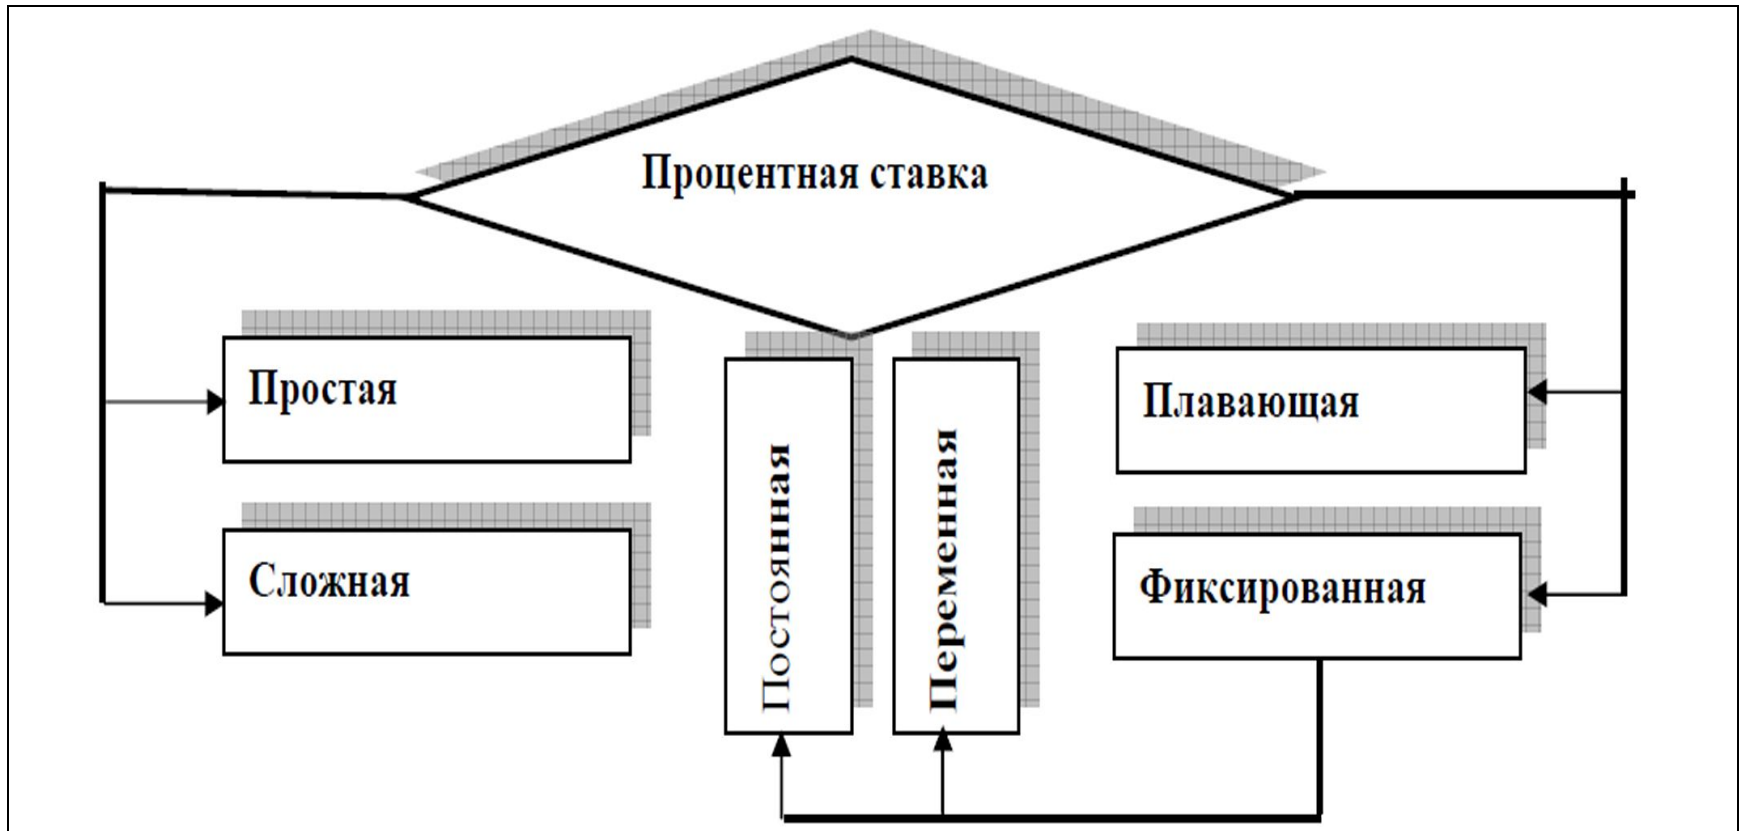 Процентная ставка
Простая
Сложная
Постоянная
Переменная
Плавающая
Фиксированная